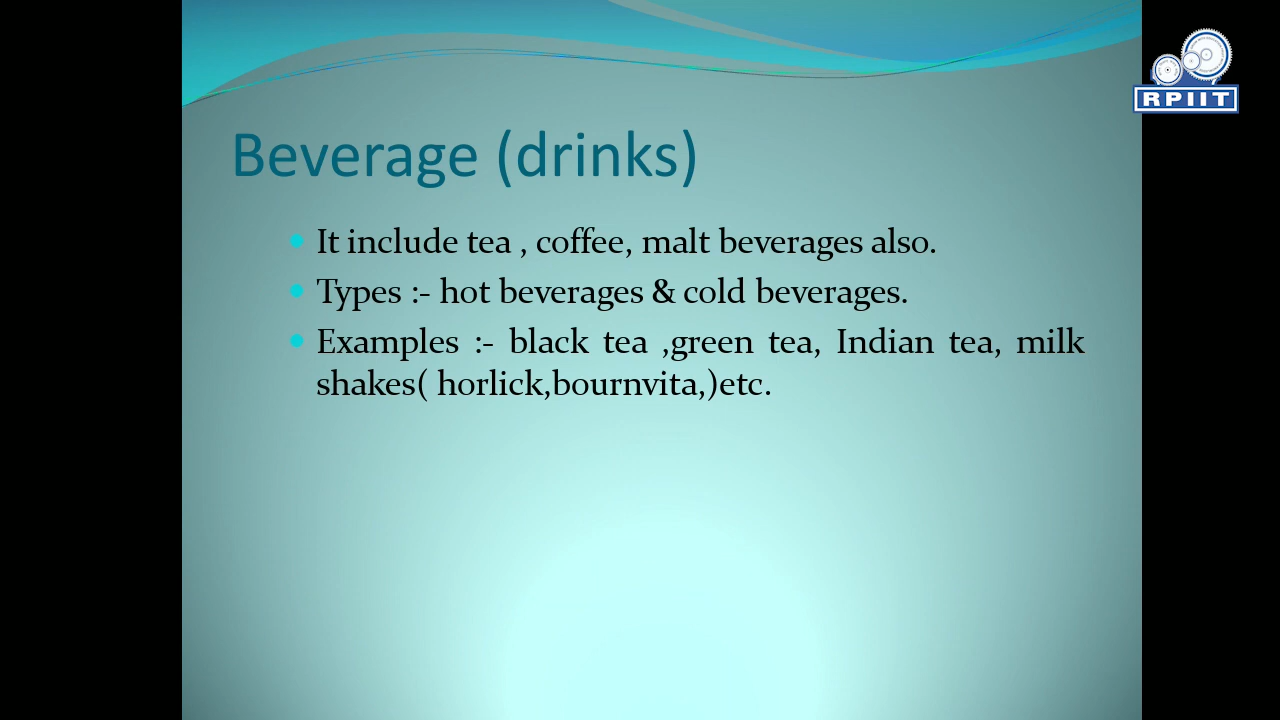 RPIIT
Beverage (drinks)
It include tea , coffee, malt beverages also.
Types :- hot beverages & cold beverages.
Examples :- black tea ,green tea, Indian tea, milk
shakes( horlick,bournvita,)etc.